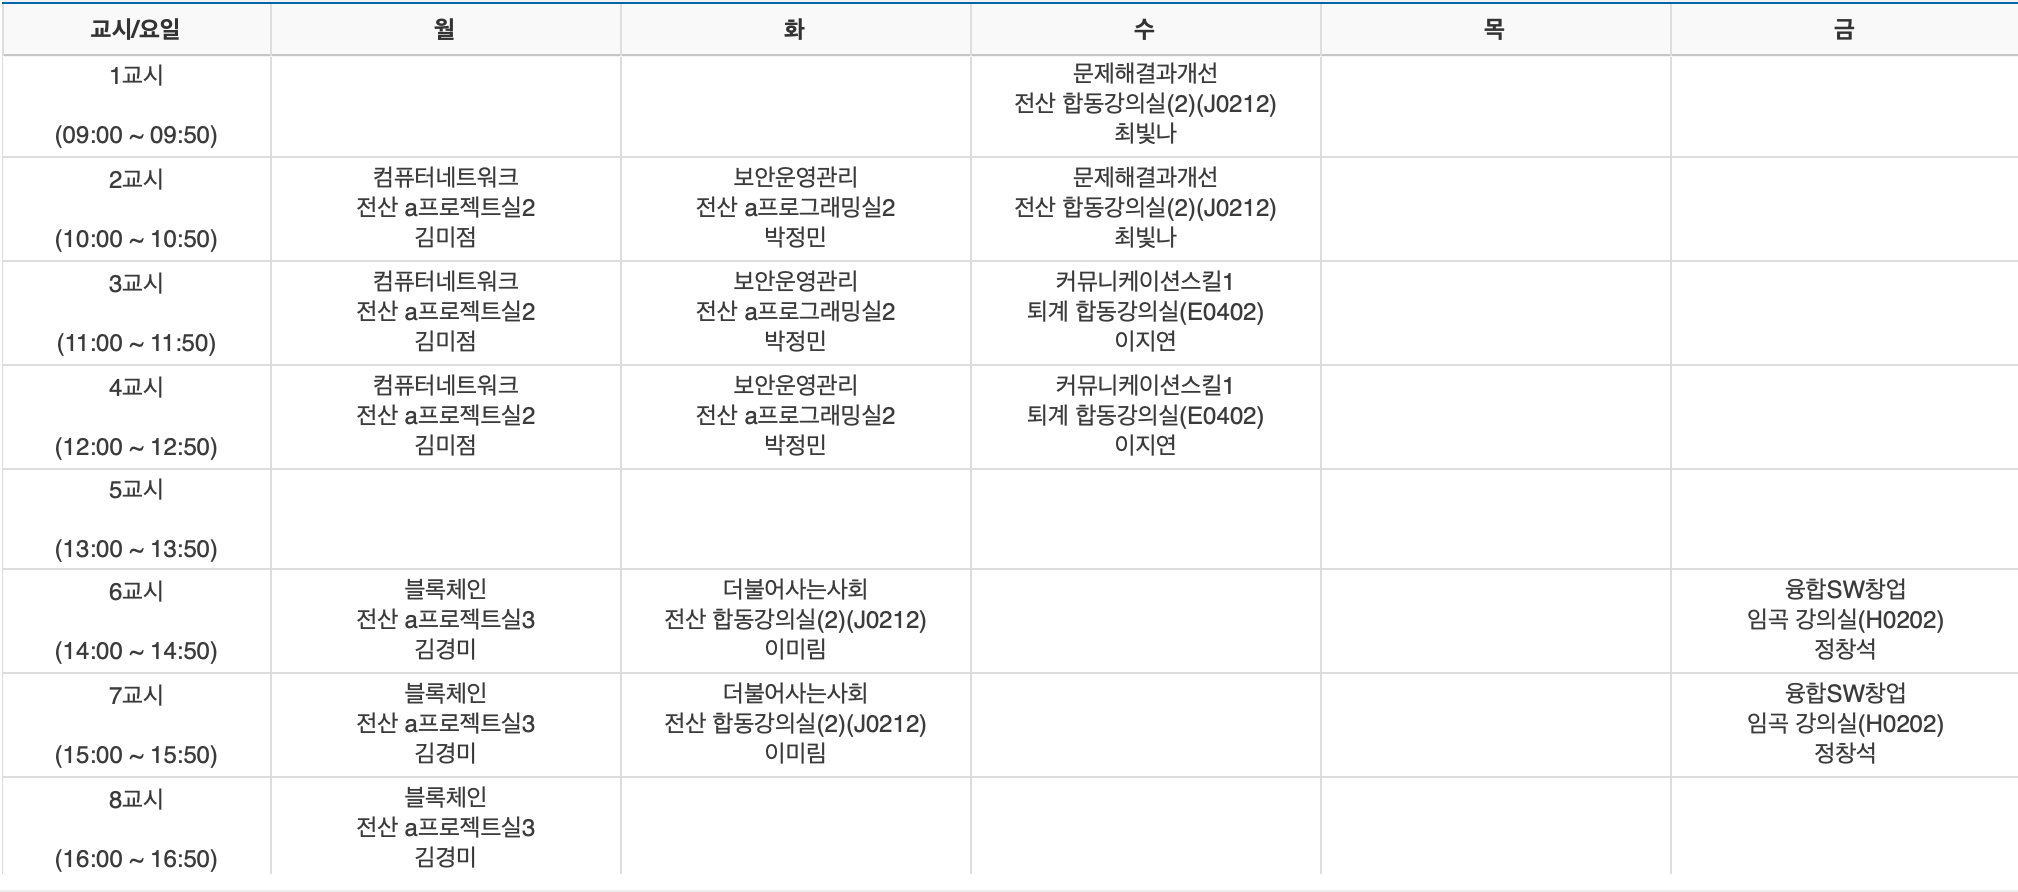 교시/요일 월 화 수 목 금
1교시
(09:00 ~ 09:50)
문제해결과개선
전산 합동강의실(2)(J0212)
최빛나
2교시
(10:00 ~ 10:50)
컴퓨터네트워크
전산 a프로젝트실2
김미점
보안운영관리
전산 a프로그래밍실2
박정민
문제해결과개선
전산 합동강의실(2)(J0212)
최빛나
3교시
(11:00 ~ 11:50)
컴퓨터네트워크
전산 a프로젝트실2
김미점
보안운영관리
전산 a프로그래밍실2
박정민
커뮤니케이션스킬1
퇴계 합동강의실(E0402)
이지연
4교시
(12:00 ~ 12:50)
컴퓨터네트워크
전산 a프로젝트실2
김미점
보안운영관리
전산 a프로그래밍실2
박정민
커뮤니케이션스킬1
퇴계 합동강의실(E0402)
이지연
5교시
(13:00 ~ 13:50)
6교시
(14:00 ~ 14:50)
블록체인
전산 a프로젝트실3
김경미
더불어사는사회
전산 합동강의실(2)(J0212)
이미림
융합SW창업
임곡 강의실(H0202)
정창석
7교시
(15:00 ~ 15:50)
블록체인
전산 a프로젝트실3
김경미
더불어사는사회
전산 합동강의실(2)(J0212)
이미림
융합SW창업
임곡 강의실(H0202)
정창석
8교시
(16:00 ~ 16:50)
블록체인
전산 a프로젝트실3
김경미